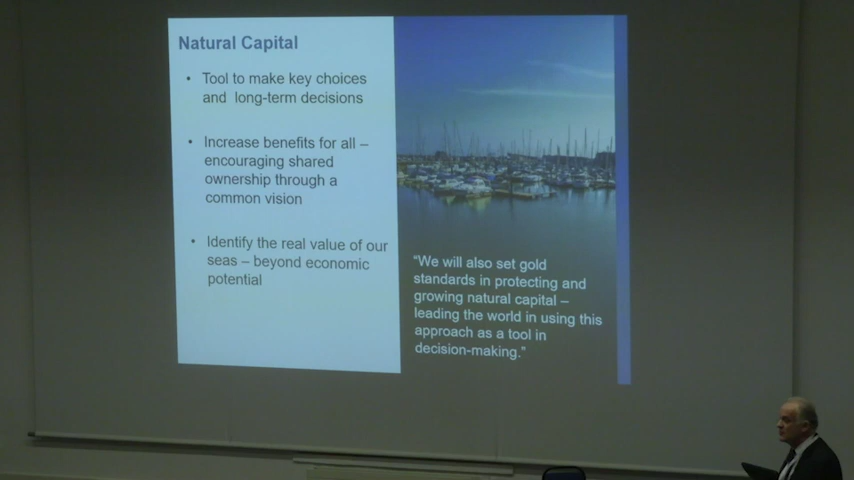 Natural Capital
• Tool to make key choices
and long-term decisions
• Increase benefits for all –
encouraging shared
ownership through a
common vision
• Identify the real value of our
seas – beyond economic
potential
“We will also set gold
standards in protecting and
growing natural capital –
leading the world in using this
approach as a tool in
decision-making.”